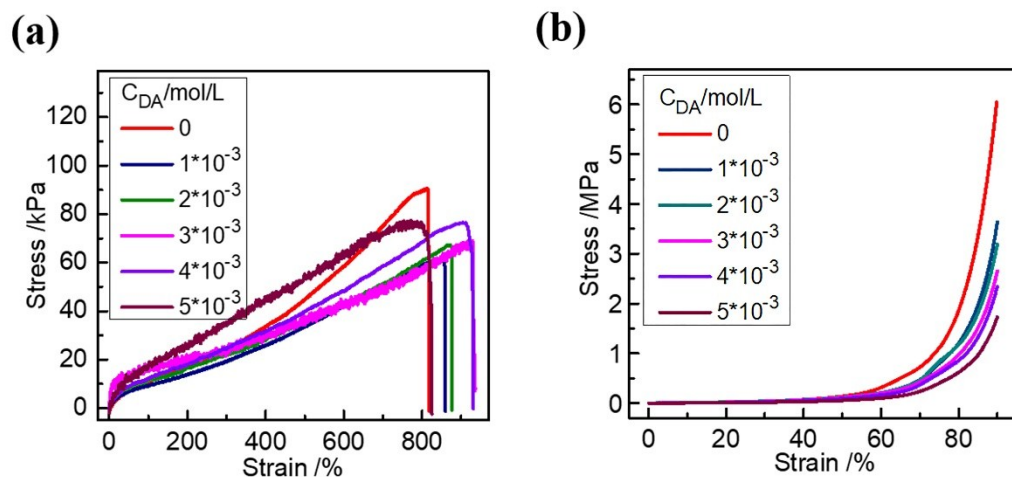 (a)
C_DA/mol/L
0
1*10⁻³
2*10⁻³
3*10⁻³
4*10⁻³
5*10⁻³
Stress /kPa
120
100
80
60
40
20
0
0 200 400 600 800
Strain /%
(b)
C_DA/mol/L
0
1*10⁻³
2*10⁻³
3*10⁻³
4*10⁻³
5*10⁻³
Stress /MPa
6
5
4
3
2
1
0
0 20 40 60 80
Strain /%